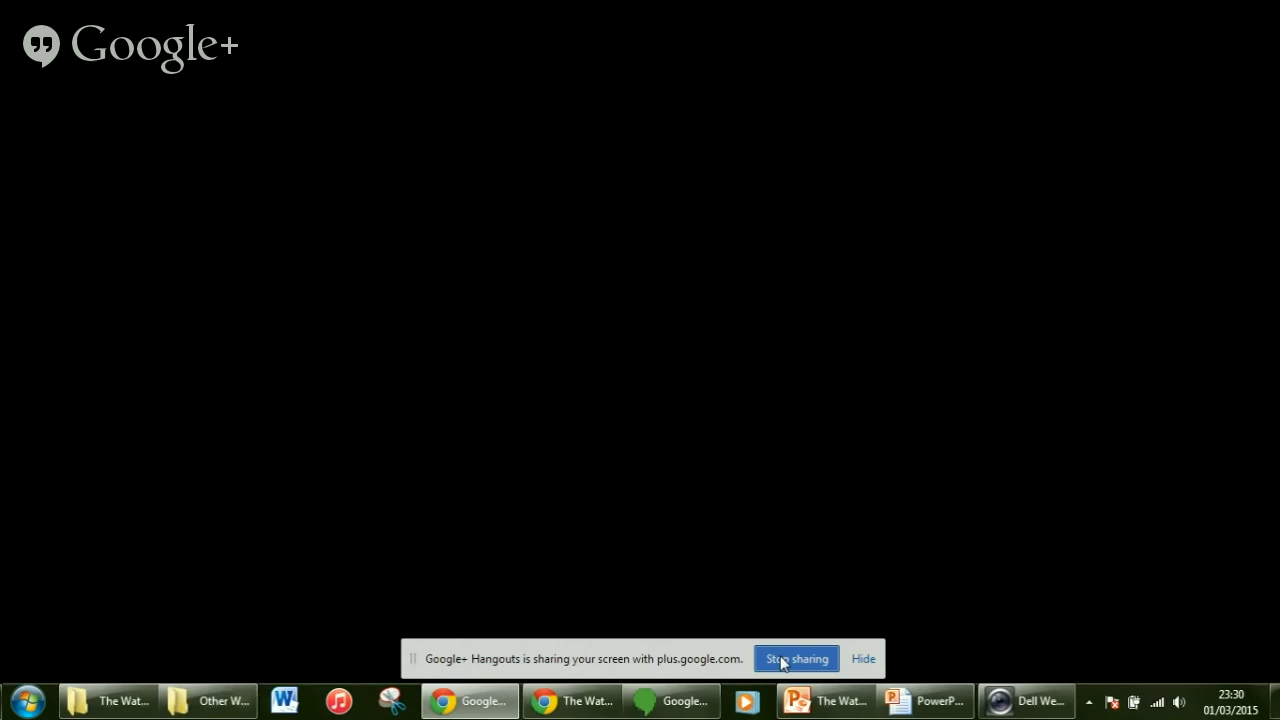 Google+
Google+ Hangouts is sharing your screen with plus.google.com.
Stop sharing
Hide
The Wat...
Other W...
Google...
The Wat...
Google...
The Wat...
PowerP...
Dell We...
23:30
01/03/2015